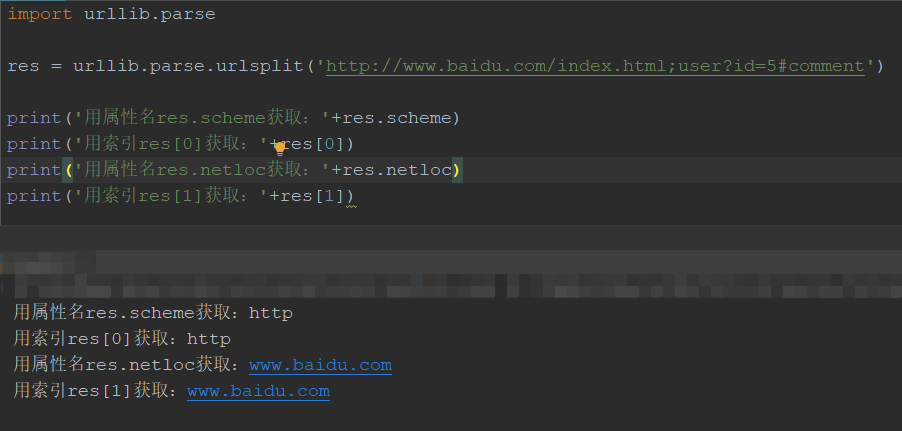 import urllib.parse
res = urllib.parse.urlsplit('http://www.baidu.com/index.html;user?id=5#comment')
print('用属性名res.scheme获取：'+res.scheme)
print('用索引res[0]获取：'+res[0])
print('用属性名res.netloc获取：'+res.netloc)
print('用索引res[1]获取：'+res[1])
用属性名res.scheme获取：http
用索引res[0]获取：http
用属性名res.netloc获取：www.baidu.com
用索引res[1]获取：www.baidu.com